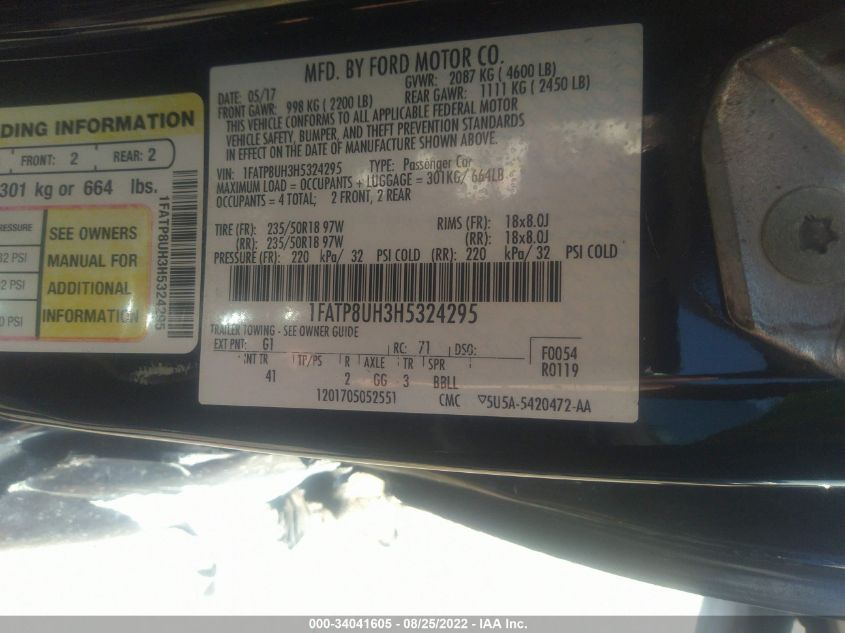 DING INFORMATION
FRONT: 2 REAR: 2
301 kg or 664 lbs.
RESSURE
SEE OWNERS
MANUAL FOR
ADDITIONAL
INFORMATION
2 PSI
2 PSI
0 PSI
1FATP8UH3H5324295
MFD. BY FORD MOTOR CO.
DATE: 05/17 GVWR: 2087 KG ( 4600 LB)
FRONT GAWR: 998 KG ( 2200 LB) REAR GAWR: 1111 KG ( 2450 LB)
THIS VEHICLE CONFORMS TO ALL APPLICABLE FEDERAL MOTOR
VEHICLE SAFETY, BUMPER, AND THEFT PREVENTION STANDARDS
IN EFFECT ON THE DATE OF MANUFACTURE SHOWN ABOVE.
VIN: 1FATP8UH3H5324295 TYPE: Passenger Car
MAXIMUM LOAD = OCCUPANTS + LUGGAGE = 301KG/ 664LB
OCCUPANTS = 4 TOTAL; 2 FRONT, 2 REAR
TIRE (FR): 235/50R18 97W RIMS (FR): 18x8.0J
(RR): 235/50R18 97W (RR): 18x8.0J
PRESSURE (FR): 220 kPa/ 32 PSI COLD (RR): 220 kPa/ 32 PSI COLD
1FATP8UH3H5324295
TRAILER TOWING - SEE OWNER GUIDE
EXT PNT: G1 RC: 71 DSO: F0054
INT TR TP/PS R AXLE TR SPR R0119
41 2 GG 3 BBLL
1201705052551 CMC ▽5U5A-5420472-AA
000-34041605 - 08/25/2022 - IAA Inc.